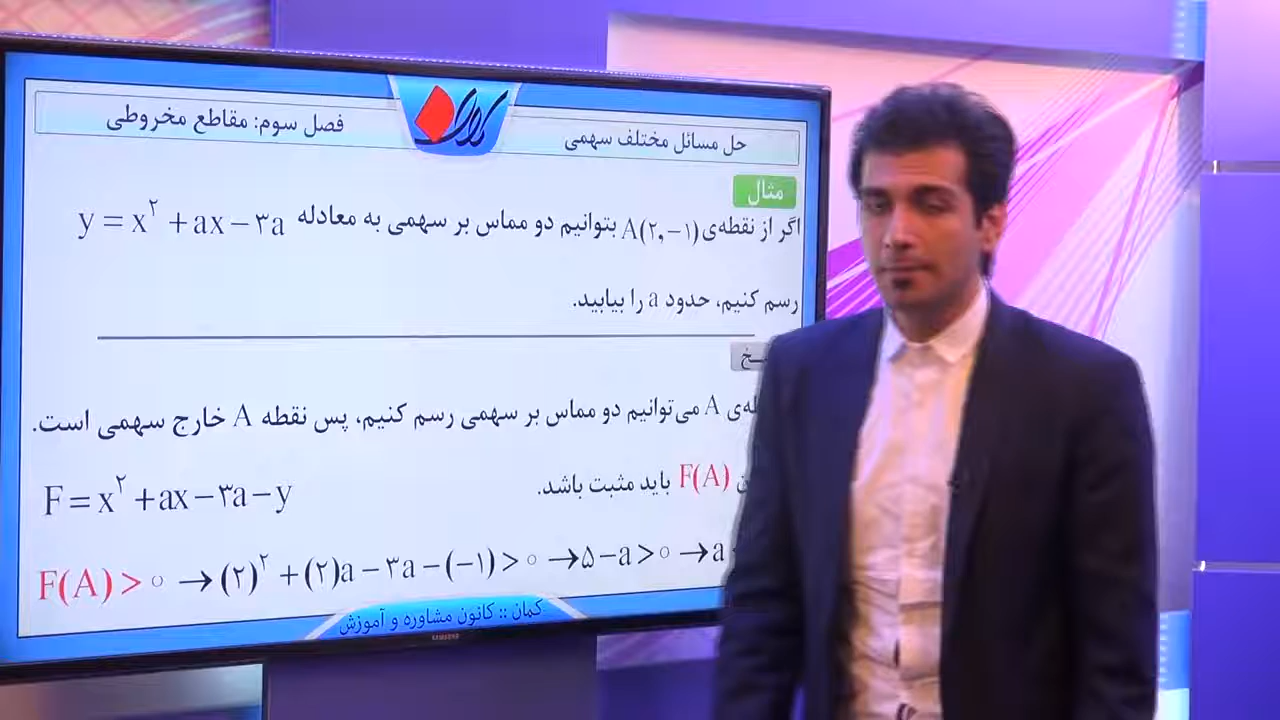 حل مسائل مختلف سهمی
فصل سوم: مقاطع مخروطی
مثال
اگر از نقطه‌ی A(۲,−۱) بتوانیم دو مماس بر سهمی به معادله y = x^۲ + ax − ۳a
رسم کنیم، حدود a را بیابید.
A می‌توانیم دو مماس بر سهمی رسم کنیم، پس نقطه A خارج سهمی است.
F(A) باید مثبت باشد.
F = x^۲ + ax − ۳a − y
F(A) > ۰ → (۲)^۲ + (۲)a − ۳a − (−۱) > ۰ → ۵ − a > ۰ → a
کمان :: کانون مشاوره و آموزش
SAMSUNG